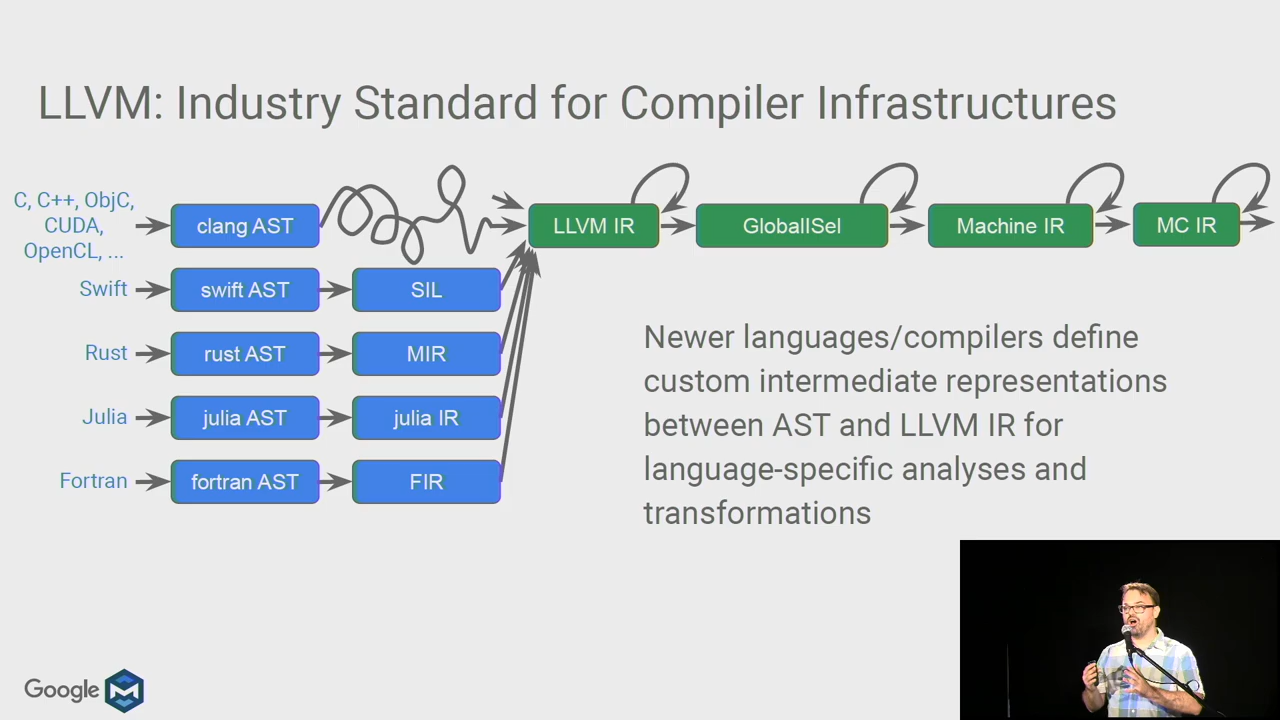 LLVM: Industry Standard for Compiler Infrastructures
C, C++, ObjC,
CUDA,
OpenCL, ...
clang AST
LLVM IR
GlobalISel
Machine IR
MC IR
Swift
swift AST
SIL
Rust
rust AST
MIR
Julia
julia AST
julia IR
Fortran
fortran AST
FIR
Newer languages/compilers define
custom intermediate representations
between AST and LLVM IR for
language-specific analyses and
transformations
Google